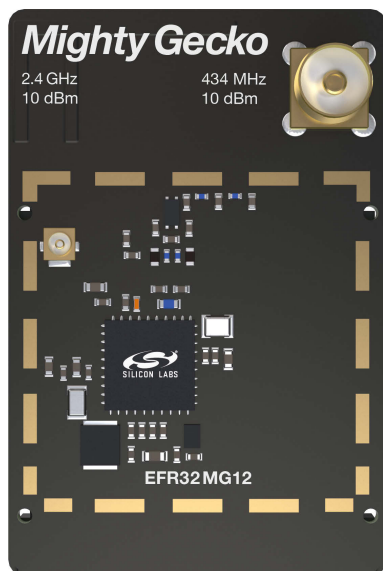 Mighty Gecko
2.4 GHz
10 dBm
434 MHz
10 dBm
SILICON LABS
EFR32MG12